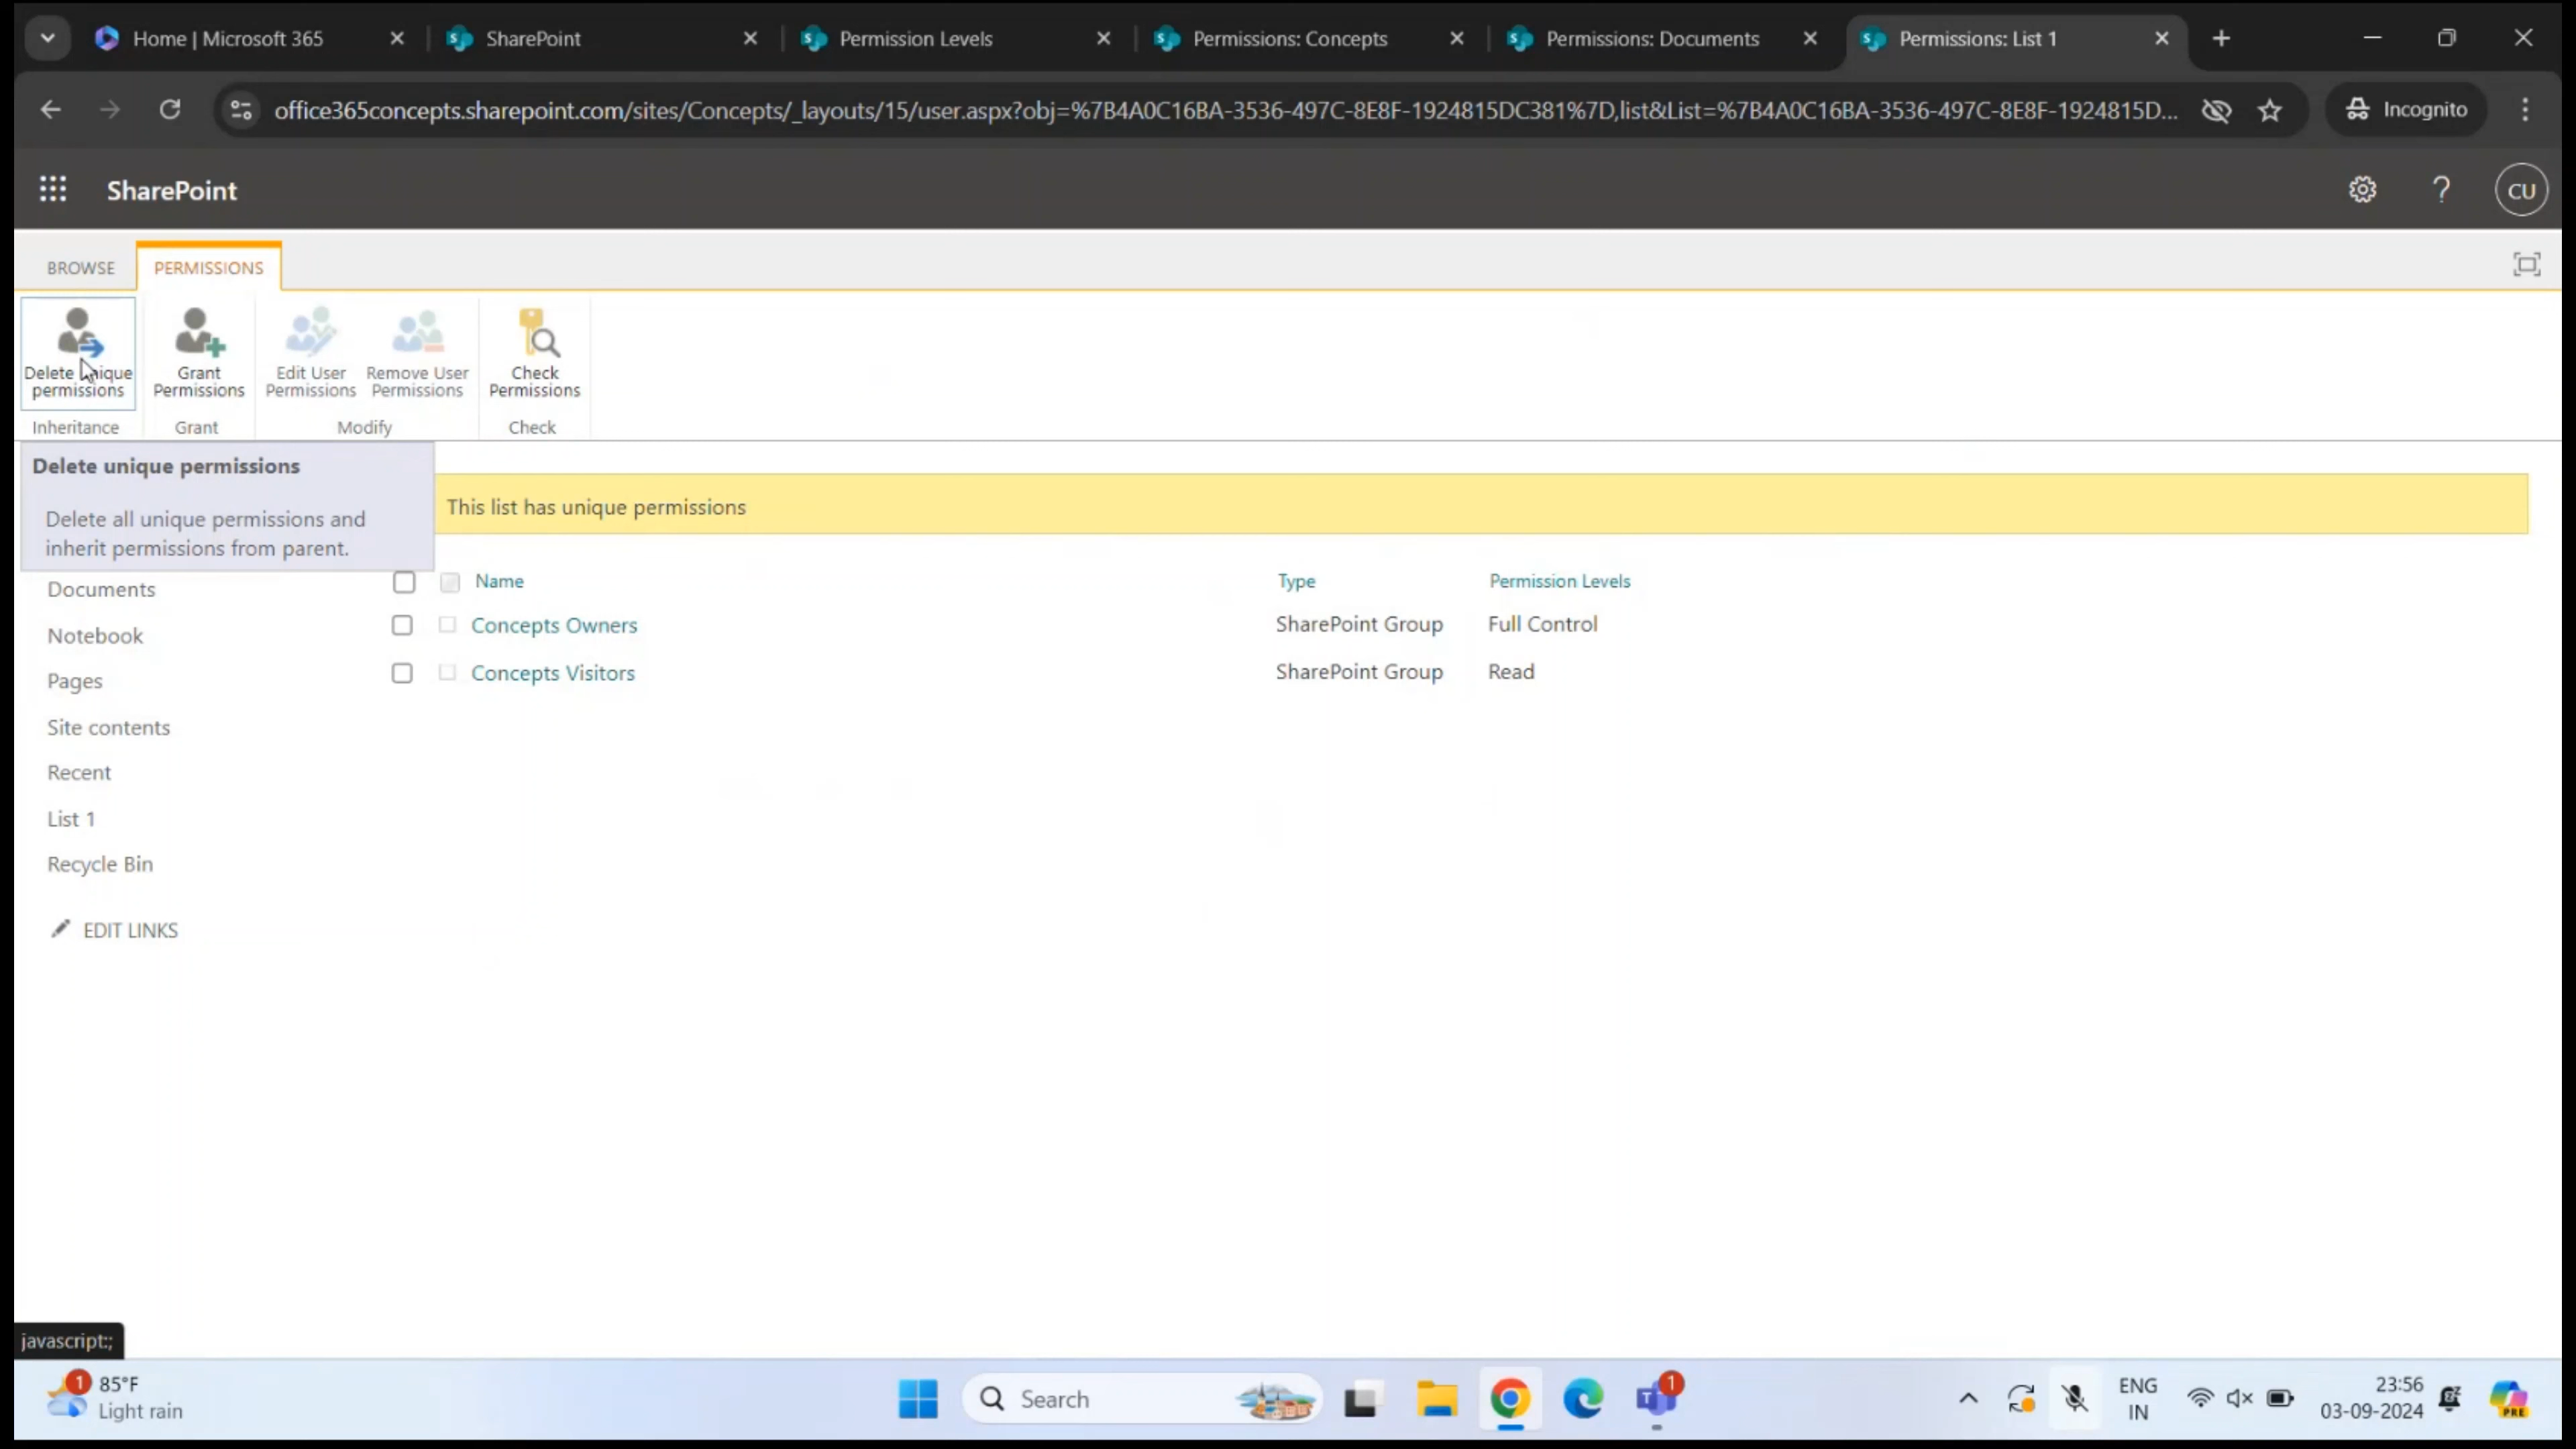 Home | Microsoft 365
SharePoint
Permission Levels
Permissions: Concepts
Permissions: Documents
Permissions: List 1
office365concepts.sharepoint.com/sites/Concepts/_layouts/15/user.aspx?obj=%7B4A0C16BA-3536-497C-8E8F-1924815DC381%7D,list&List=%7B4A0C16BA-3536-497C-8E8F-1924815D...
Incognito
SharePoint
?
CU
BROWSE
PERMISSIONS
Delete Unique
permissions
Grant
Permissions
Edit User
Permissions
Remove User
Permissions
Check
Permissions
Inheritance
Grant
Modify
Check
Delete unique permissions
Delete all unique permissions and
inherit permissions from parent.
This list has unique permissions
Name
Type
Permission Levels
Concepts Owners
SharePoint Group
Full Control
Concepts Visitors
SharePoint Group
Read
Documents
Notebook
Pages
Site contents
Recent
List 1
Recycle Bin
EDIT LINKS
javascript:;
1
85°F
Light rain
Search
1
ENG
IN
23:56
03-09-2024
PRE